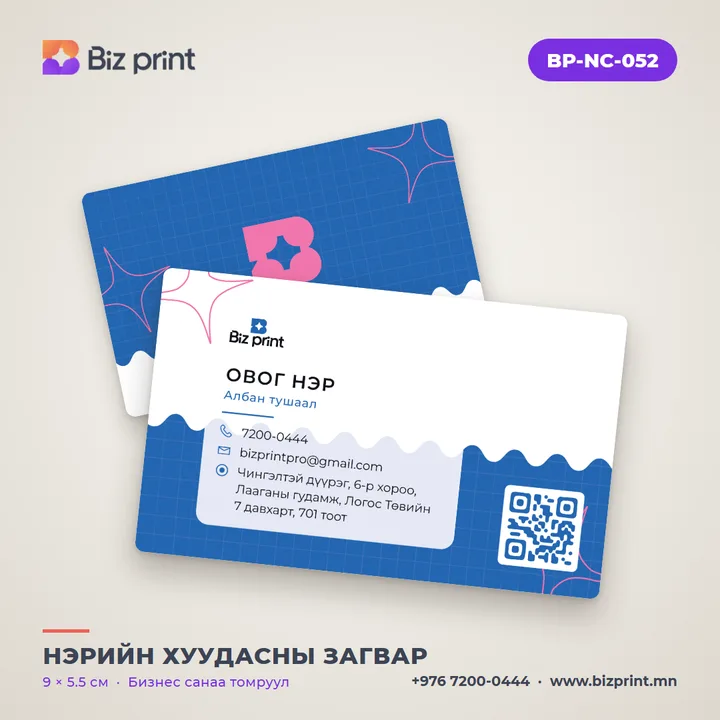 Biz print
BP-NC-052
Biz print
ОВОГ НЭР
Албан тушаал
7200-0444
bizprintpro@gmail.com
Чингэлтэй дүүрэг, 6-р хороо,
Лааганы гудамж, Логос Төвийн
7 давхарт, 701 тоот
НЭРИЙН ХУУДАСНЫ ЗАГВАР
9 × 5.5 см · Бизнес санаа томруул
+976 7200-0444 · www.bizprint.mn